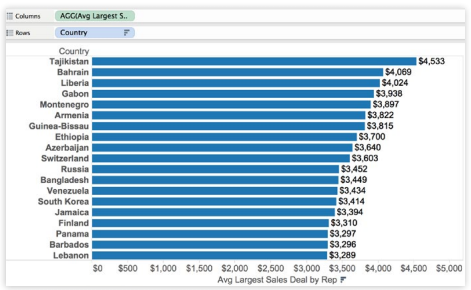 Columns AGG(Avg Largest S..
Rows Country
Country
Tajikistan $4,533
Bahrain $4,069
Liberia $4,024
Gabon $3,938
Montenegro $3,897
Armenia $3,822
Guinea-Bissau $3,815
Ethiopia $3,700
Azerbaijan $3,640
Switzerland $3,603
Russia $3,452
Bangladesh $3,449
Venezuela $3,434
South Korea $3,414
Jamaica $3,394
Finland $3,310
Panama $3,297
Barbados $3,296
Lebanon $3,289
$0 $500 $1,000 $1,500 $2,000 $2,500 $3,000 $3,500 $4,000 $4,500 $5,000
Avg Largest Sales Deal by Rep